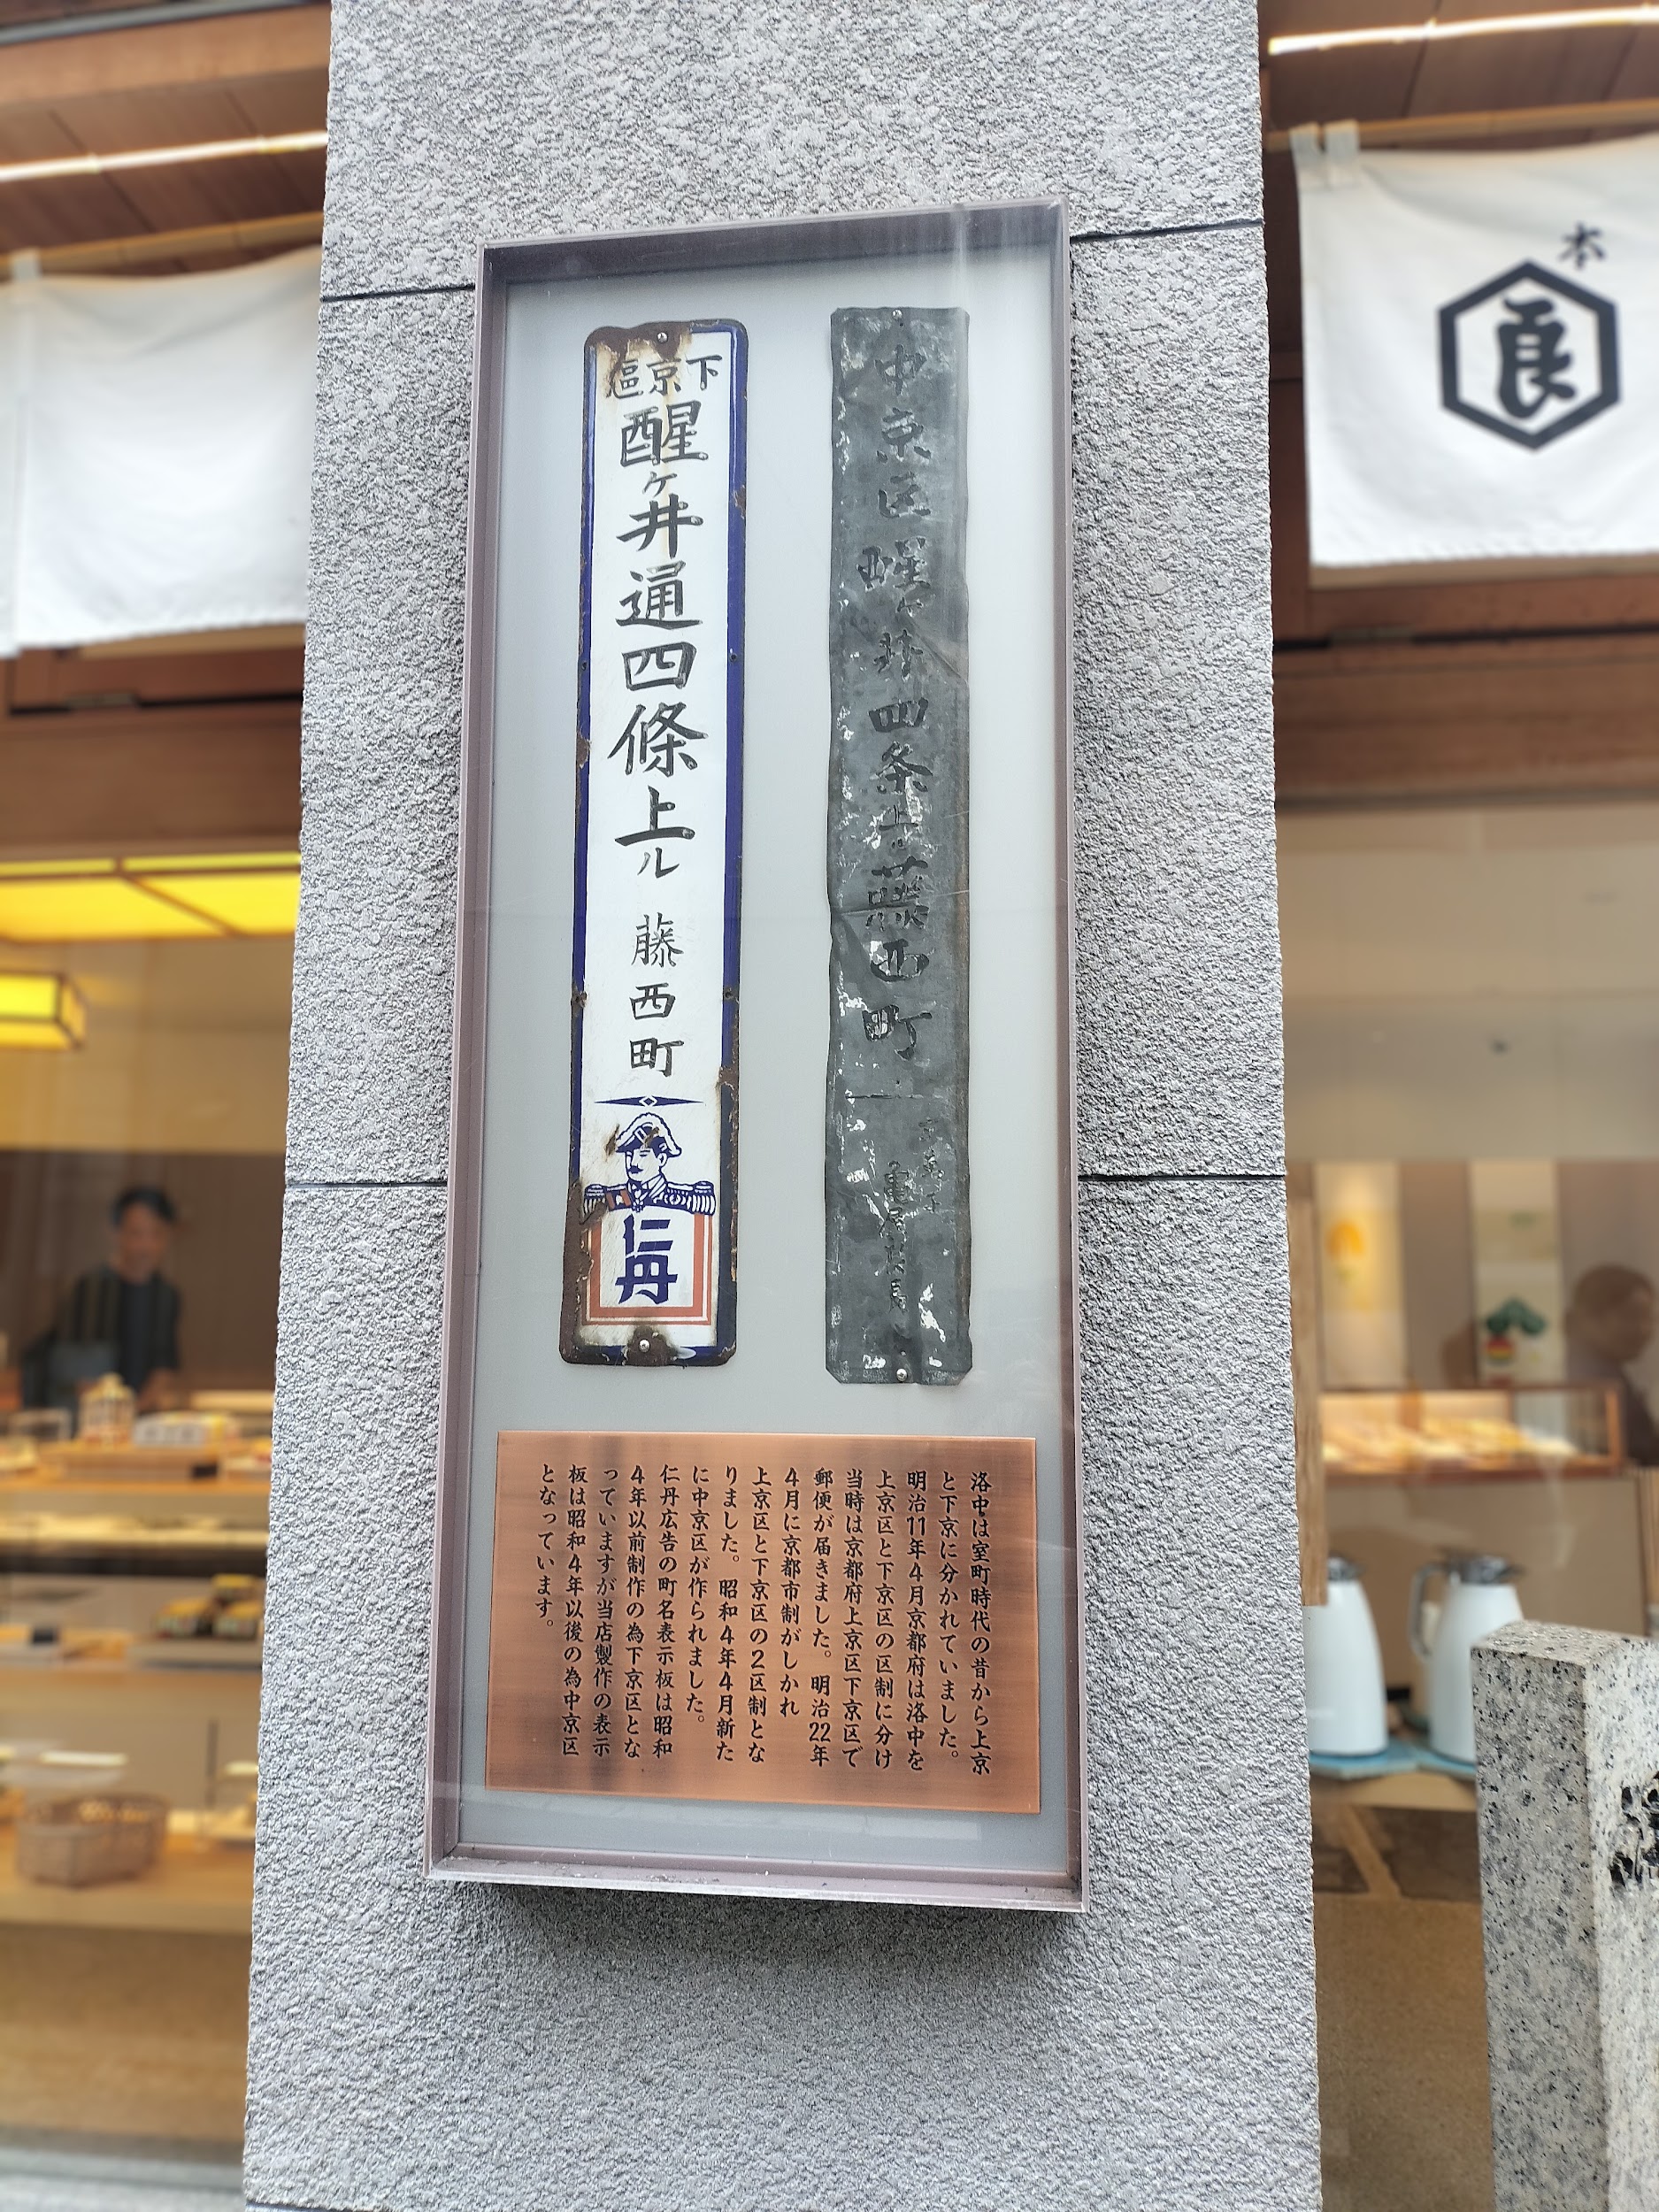 下京區
醒ヶ井通四條上ル 藤西町
仁丹
中京区醒ヶ井四条上ル藤西町
亀屋良長
洛中は室町時代の昔から上京
と下京に分かれていました。
明治11年4月京都府は洛中を
上京区と下京区の区制に分け
当時は京都府上京区下京区で
郵便が届きました。明治22年
4月に京都市制がしかれ
上京区と下京区の2区制とな
りました。昭和4年4月新た
に中京区が作られました。
仁丹広告の町名表示板は昭和
4年以前制作の為下京区とな
っていますが当店製作の表示
板は昭和4年以後の為中京区
となっています。
本
良